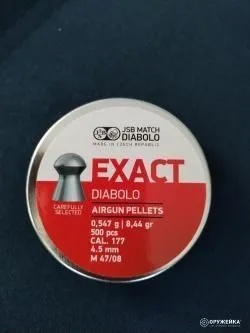 JSB MATCH
DIABOLO
MADE IN CZECH REPUBLIC
EXACT
DIABOLO
CAREFULLY
SELECTED
AIRGUN PELLETS
0,547 g | 8,44 gr
500 pcs
CAL. 177
4.5 mm
M 47/08
ОРУЖЕЙКА